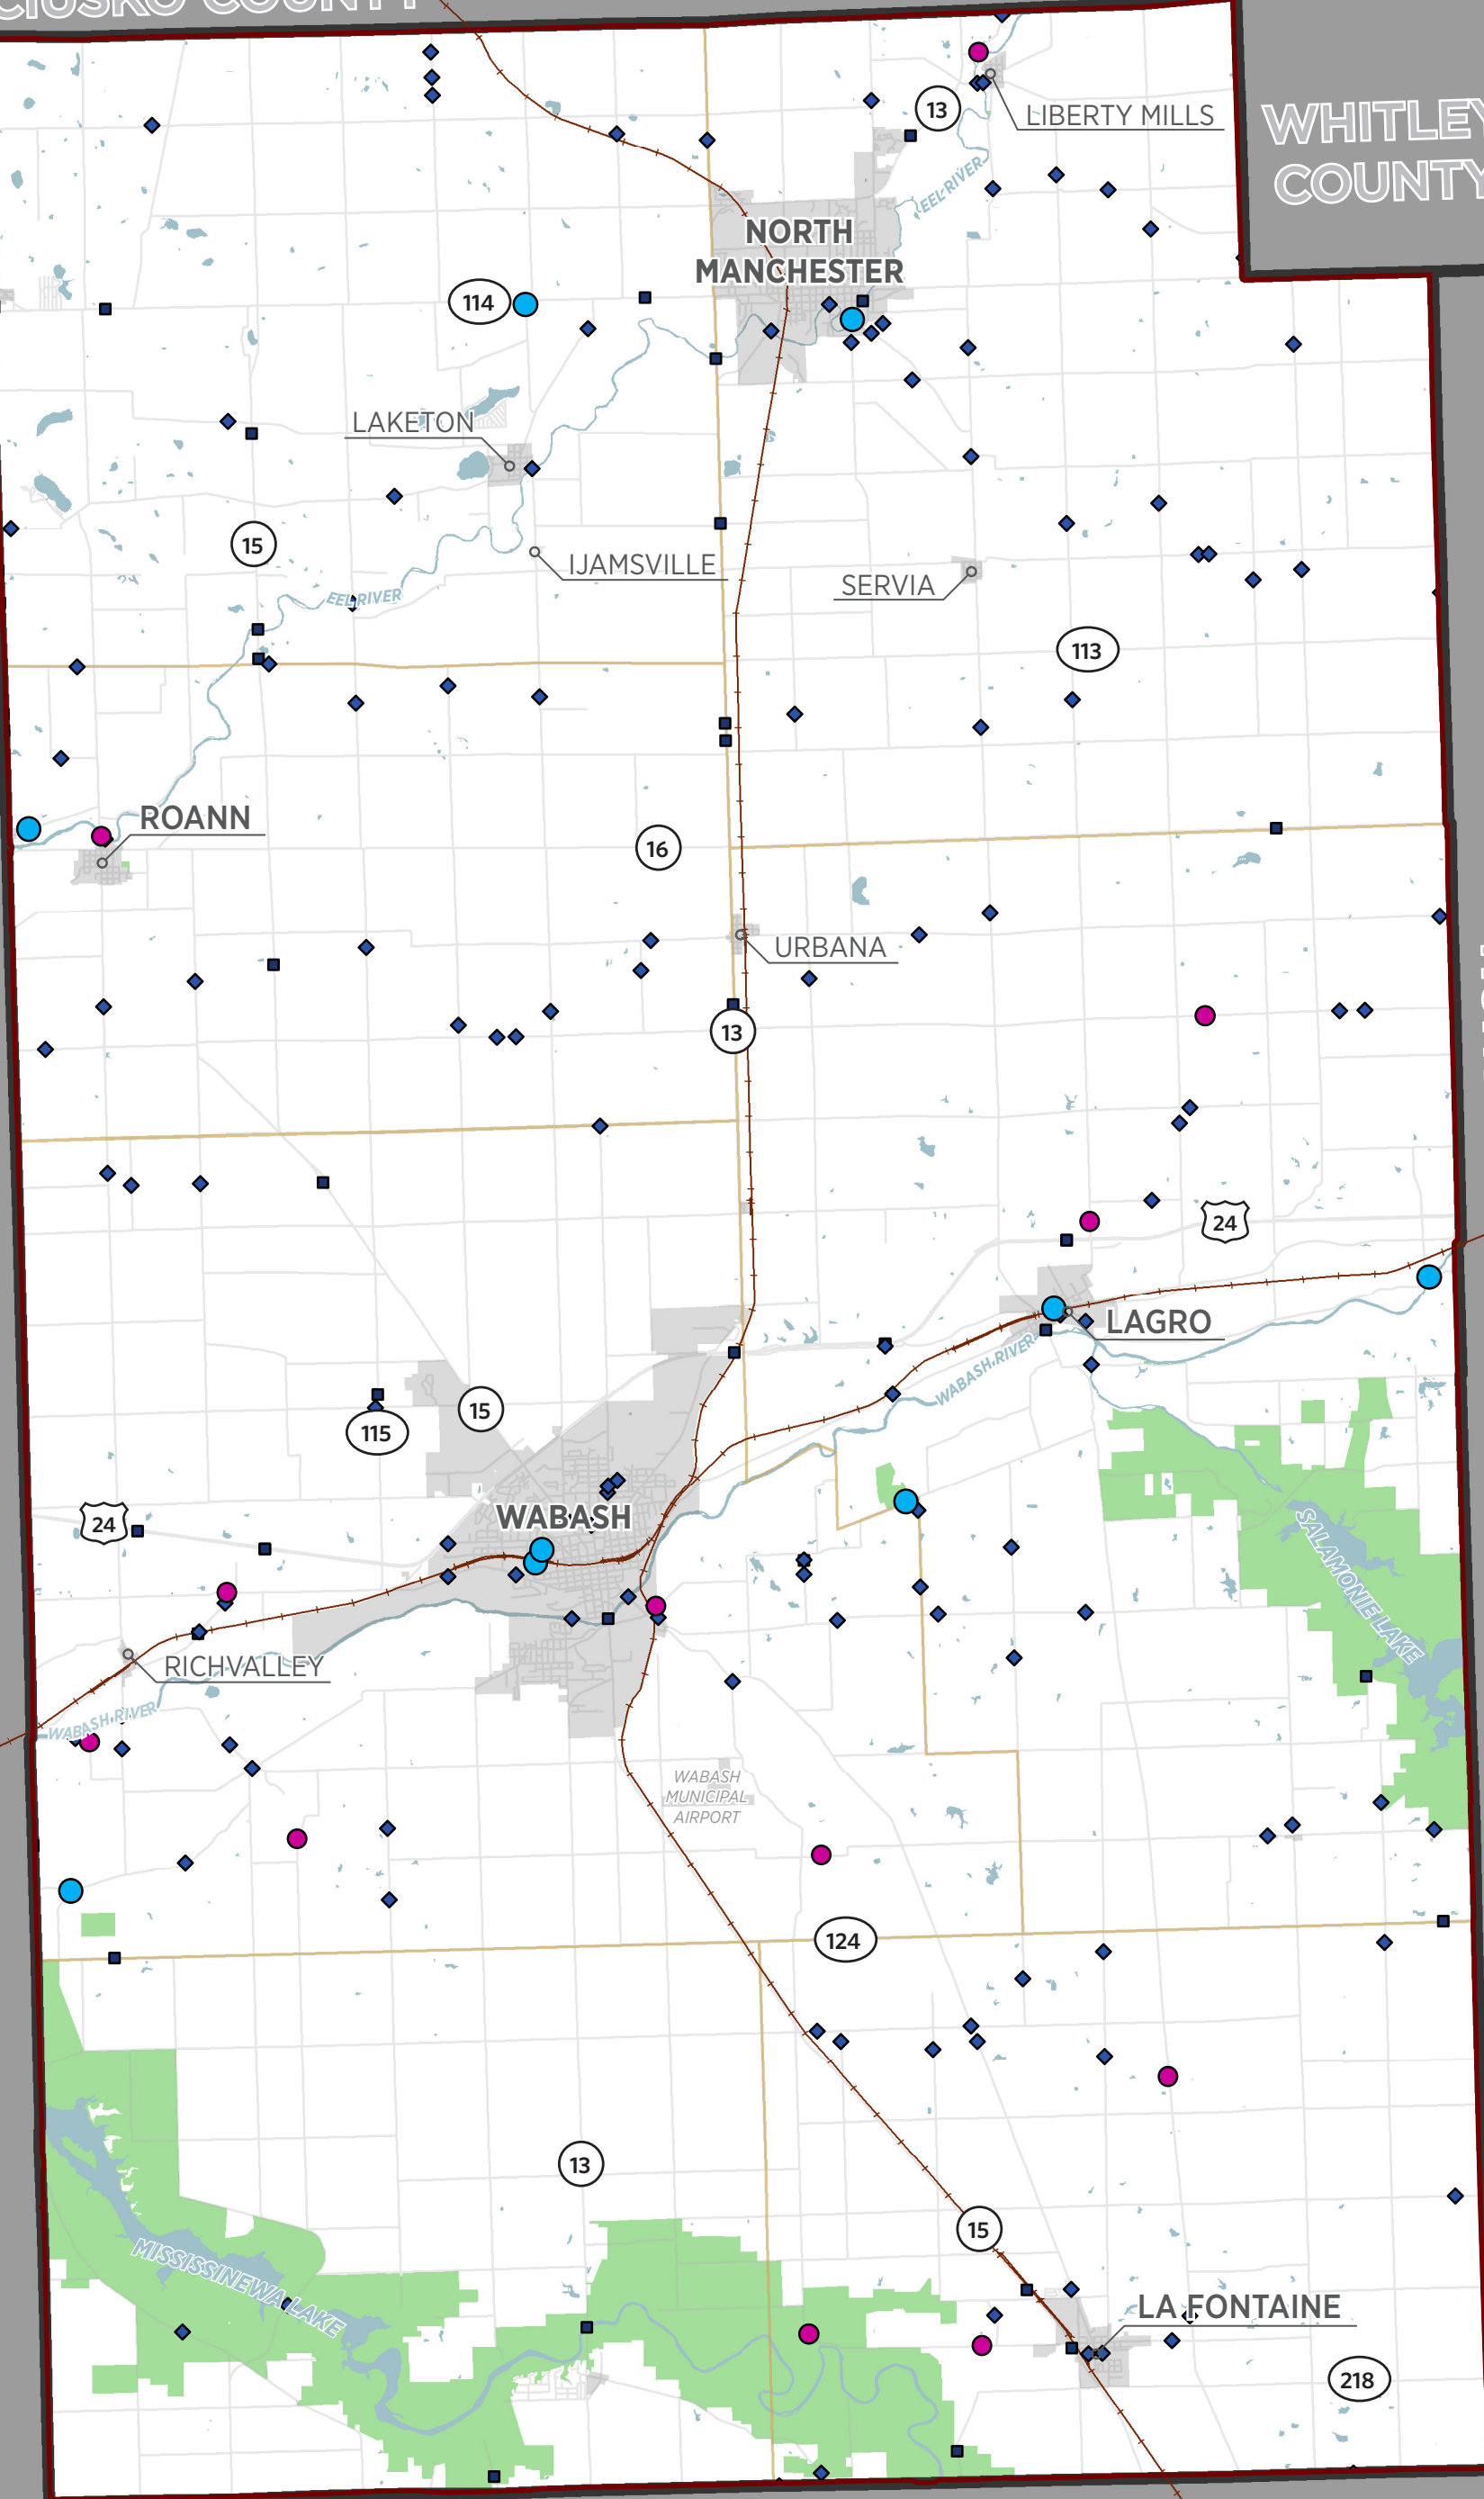 WHITLEY
COUNTY
13
LIBERTY MILLS
EEL RIVER
NORTH
MANCHESTER
114
LAKETON
15
IJAMSVILLE
SERVIA
EEL RIVER
113
ROANN
16
URBANA
13
24
LAGRO
WABASH RIVER
115
15
24
WABASH
SALAMONIE LAKE
RICHVALLEY
WABASH RIVER
WABASH
MUNICIPAL
AIRPORT
124
13
15
MISSISSINEWA LAKE
LA FONTAINE
218